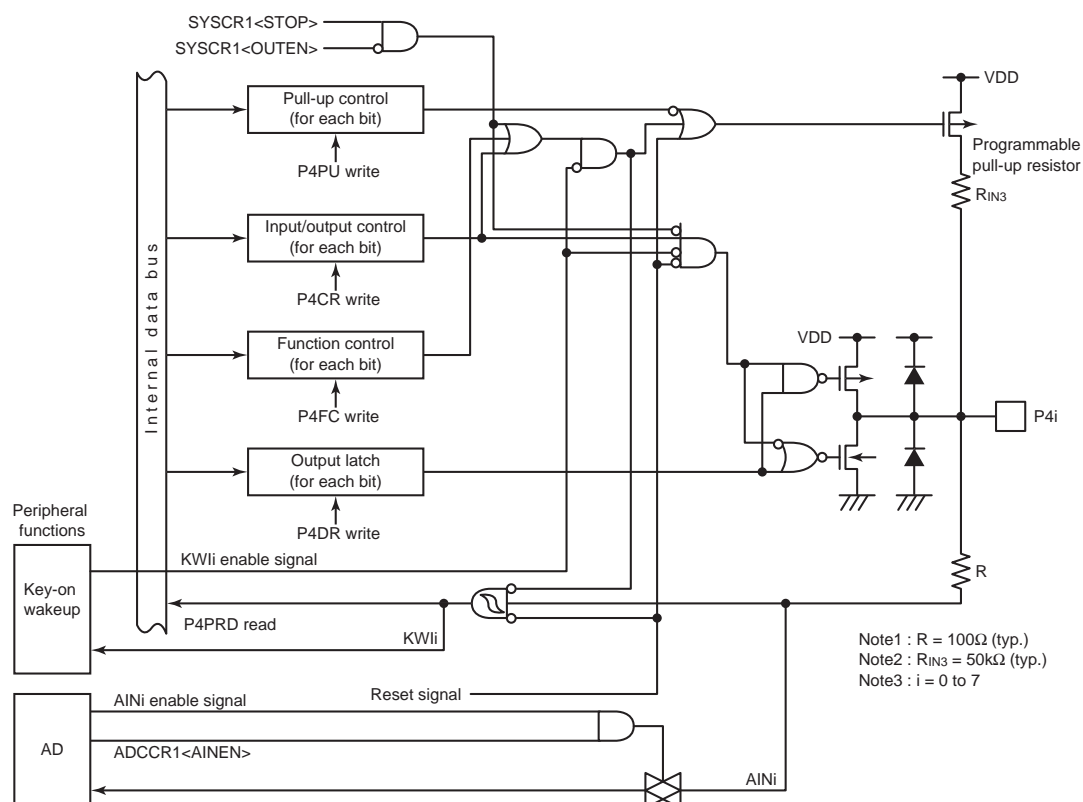 SYSCR1<STOP>
SYSCR1<OUTEN>
VDD
Pull-up control
(for each bit)
Programmable
pull-up resistor
P4PU write
RIN3
Internal data bus
Input/output control
(for each bit)
P4CR write
Function control
(for each bit)
VDD
P4FC write
P4i
Output latch
(for each bit)
Peripheral
functions
P4DR write
KWIi enable signal
Key-on
wakeup
R
P4PRD read
KWIi
Note1 : R = 100Ω (typ.)
Note2 : RIN3 = 50kΩ (typ.)
Note3 : i = 0 to 7
Reset signal
AINi enable signal
AD
ADCCR1<AINEN>
AINi